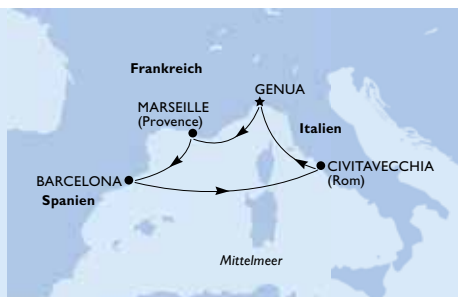 Frankreich
GENUA
MARSEILLE
(Provence)
Italien
CIVITAVECCHIA
(Rom)
BARCELONA
Spanien
Mittelmeer